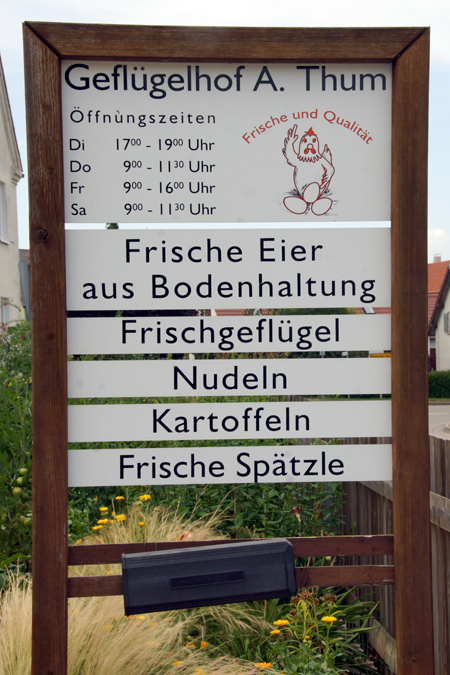 Geflügelhof A. Thum
Öffnùngszeiten
Di 17⁰⁰ - 19⁰⁰ Uhr
Do 9⁰⁰ - 11³⁰ Uhr
Fr 9⁰⁰ - 16⁰⁰ Uhr
Sa 9⁰⁰ - 11³⁰ Uhr
Frische und Qualität
Frische Eier
aus Bodenhaltung
Frischgeflügel
Nudeln
Kartoffeln
Frische Spätzle